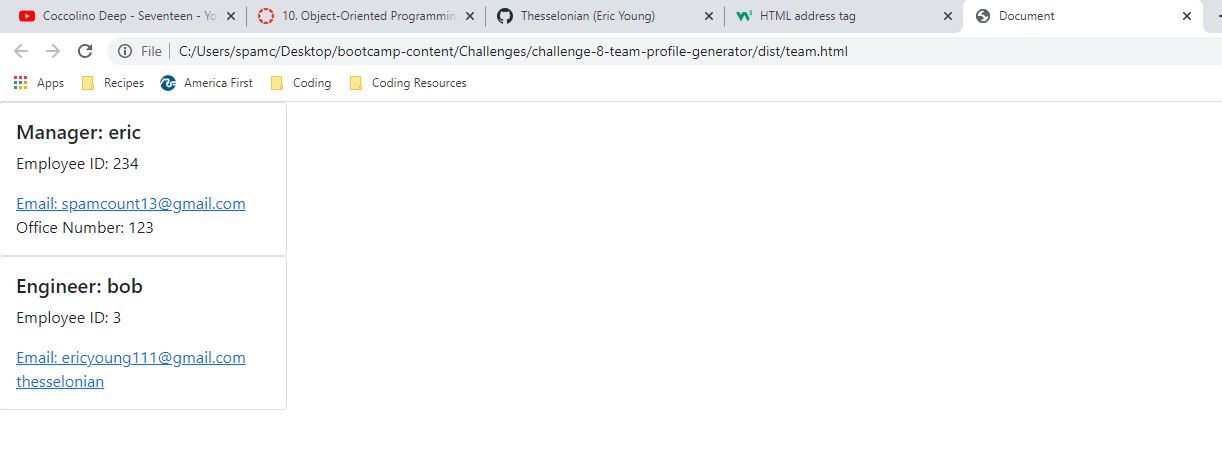 Coccolino Deep - Seventeen - Yo
10. Object-Oriented Programmin
Thesselonian (Eric Young)
HTML address tag
Document
File C:/Users/spamc/Desktop/bootcamp-content/Challenges/challenge-8-team-profile-generator/dist/team.html
Apps Recipes America First Coding Coding Resources
Manager: eric
Employee ID: 234
Email: spamcount13@gmail.com
Office Number: 123
Engineer: bob
Employee ID: 3
Email: ericyoung111@gmail.com
thesselonian